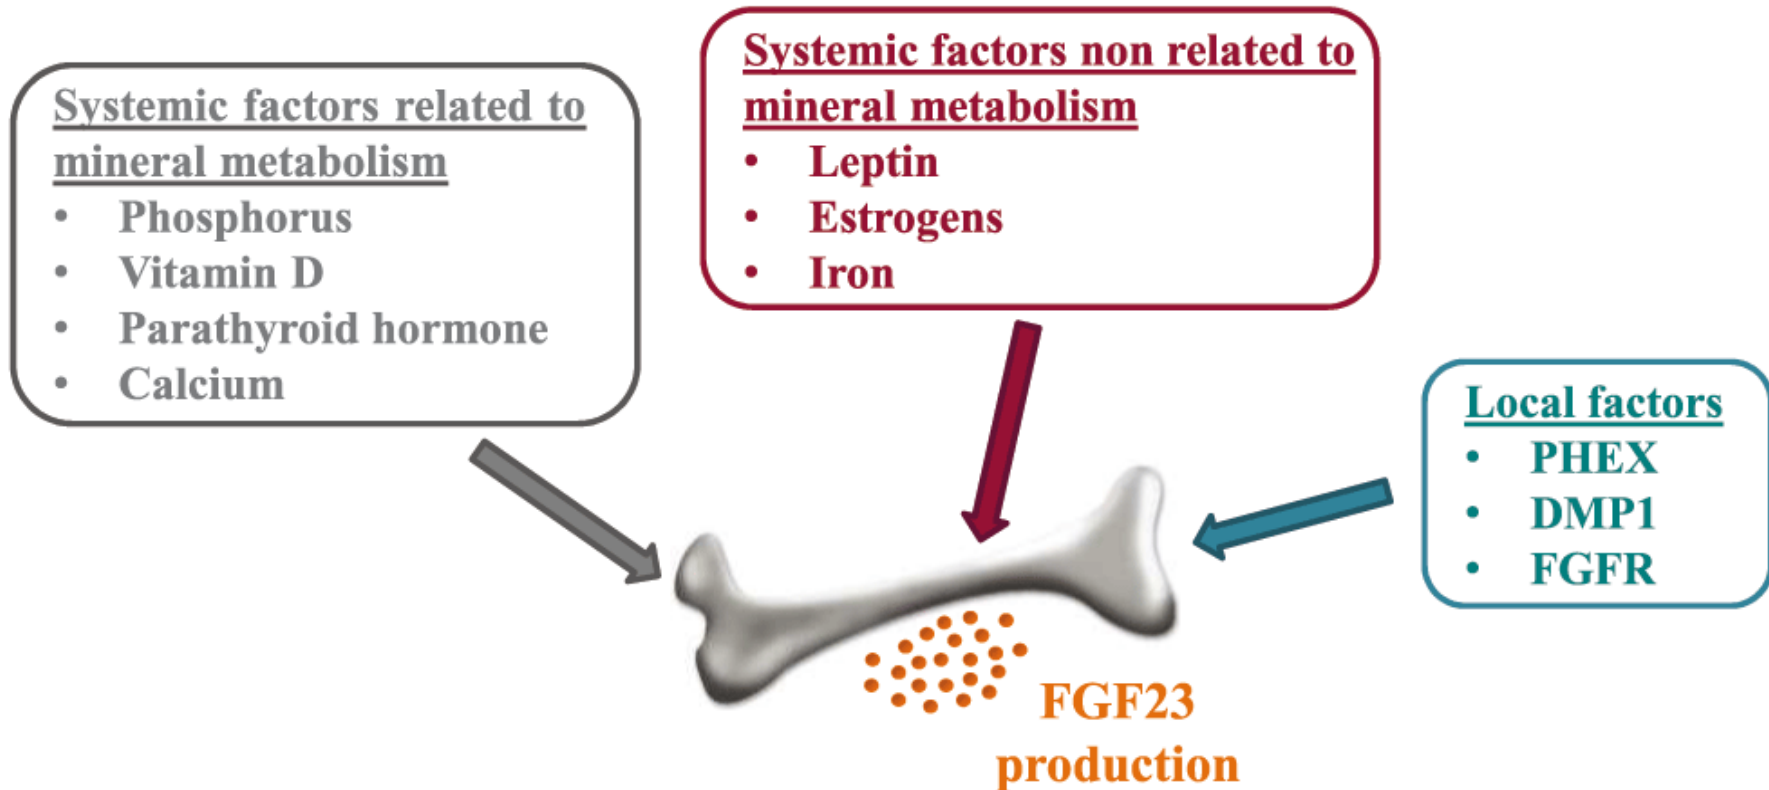 Systemic factors related to
mineral metabolism
• Phosphorus
• Vitamin D
• Parathyroid hormone
• Calcium
Systemic factors non related to
mineral metabolism
• Leptin
• Estrogens
• Iron
Local factors
• PHEX
• DMP1
• FGFR
FGF23
production